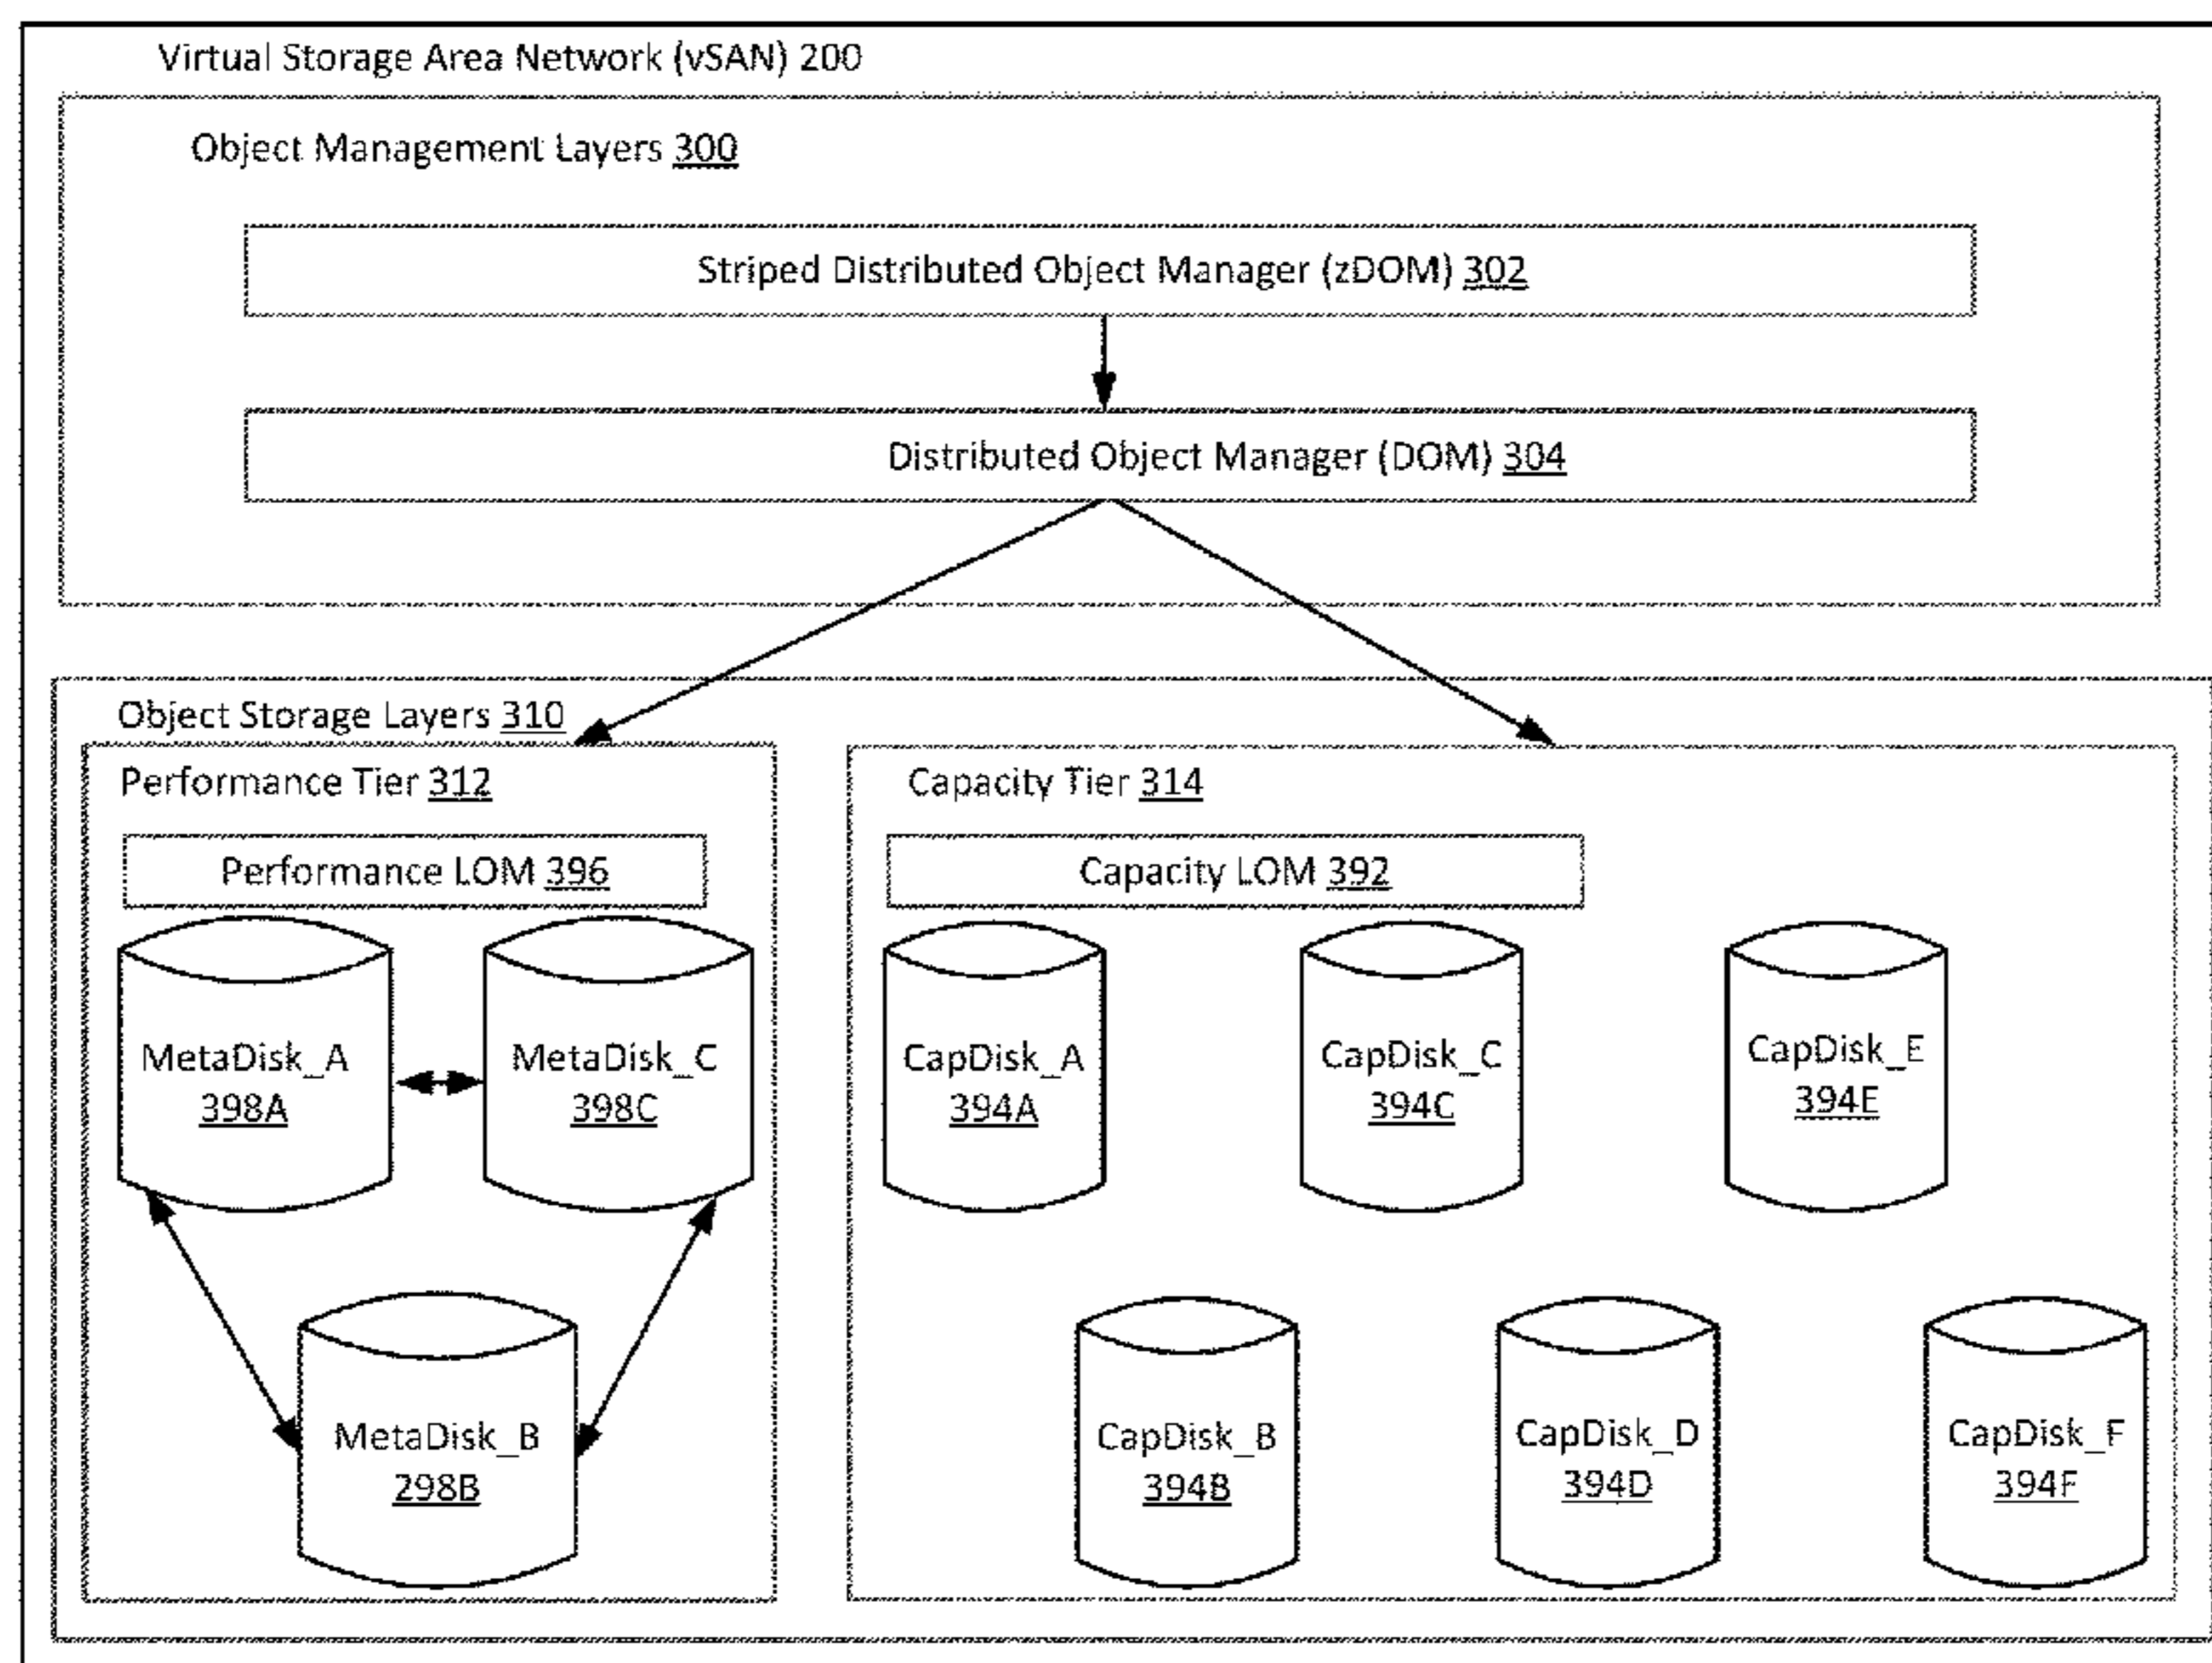 Virtual Storage Area Network (vSAN) 200
Object Management Layers 300
Striped Distributed Object Manager (zDOM) 302
Distributed Object Manager (DOM) 304
Object Storage Layers 310
Performance Tier 312
Performance LOM 396
MetaDisk_A
398A
MetaDisk_C
398C
MetaDisk_B
298B
Capacity Tier 314
Capacity LOM 392
CapDisk_A
394A
CapDisk_C
394C
CapDisk_E
394E
CapDisk_B
394B
CapDisk_D
394D
CapDisk_F
394F